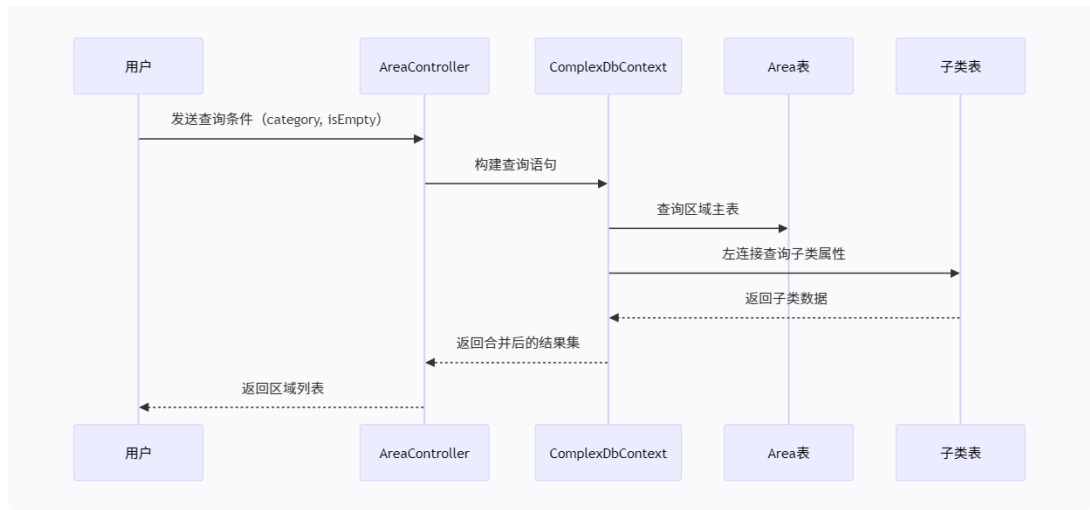 用户
AreaController
ComplexDbContext
Area表
子类表
发送查询条件（category, isEmpty）
构建查询语句
查询区域主表
左连接查询子类属性
返回子类数据
返回合并后的结果集
返回区域列表
用户
AreaController
ComplexDbContext
Area表
子类表